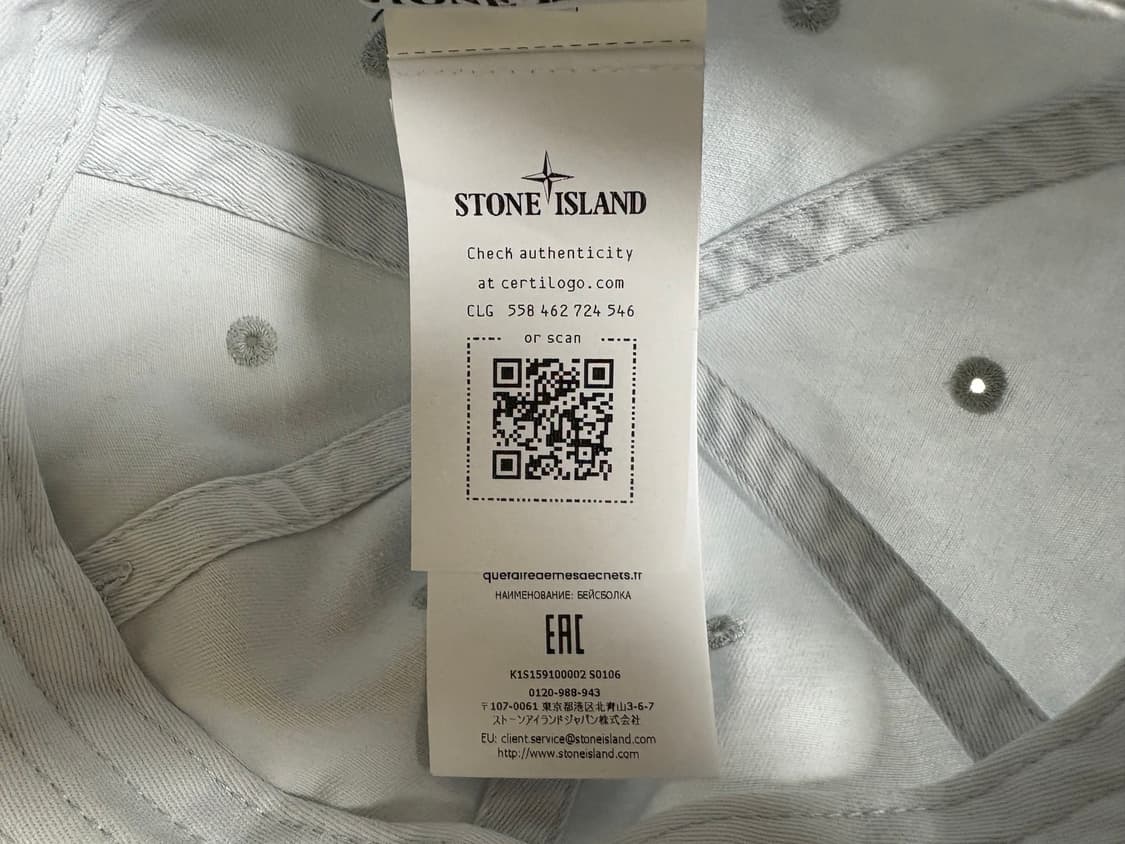 STONE ISLAND
Check authenticity
at certilogo.com
CLG 558 462 724 546
or scan
quefairedemesdechets.fr
НАИМЕНОВАНИЕ: БЕЙСБОЛКА
EAC
K1S159100002 S0106
0120-988-943
〒107-0061 東京都港区北青山3-6-7
ストーンアイランドジャパン株式会社
EU: client.service@stoneisland.com
http://www.stoneisland.com